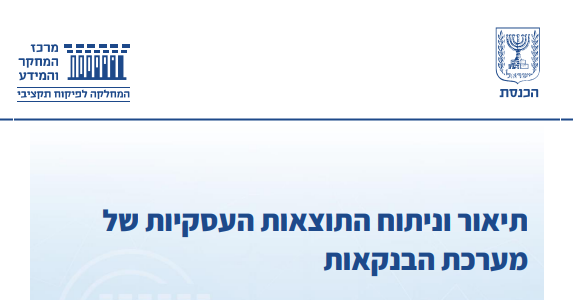 הכנסת
מרכז
המחקר
והמידע
המחלקה לפיקוח תקציבי
תיאור וניתוח התוצאות העסקיות של
מערכת הבנקאות